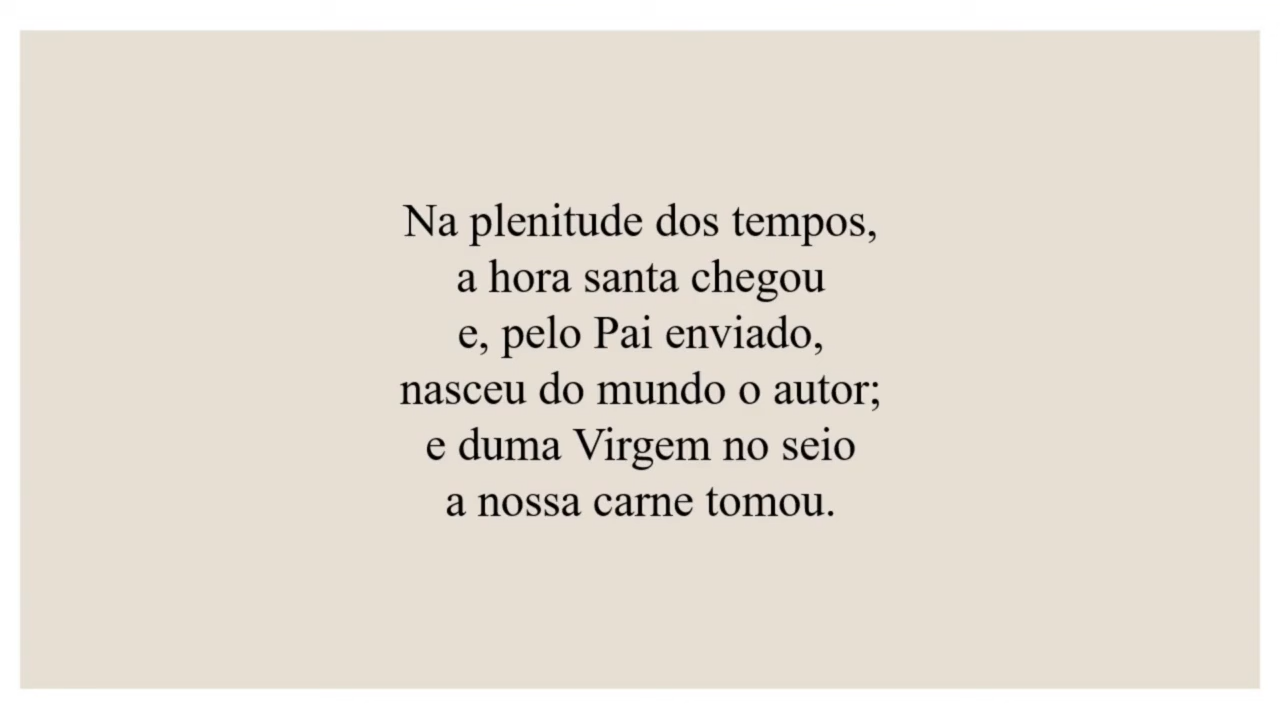 Na plenitude dos tempos,
a hora santa chegou
e, pelo Pai enviado,
nasceu do mundo o autor;
e duma Virgem no seio
a nossa carne tomou.